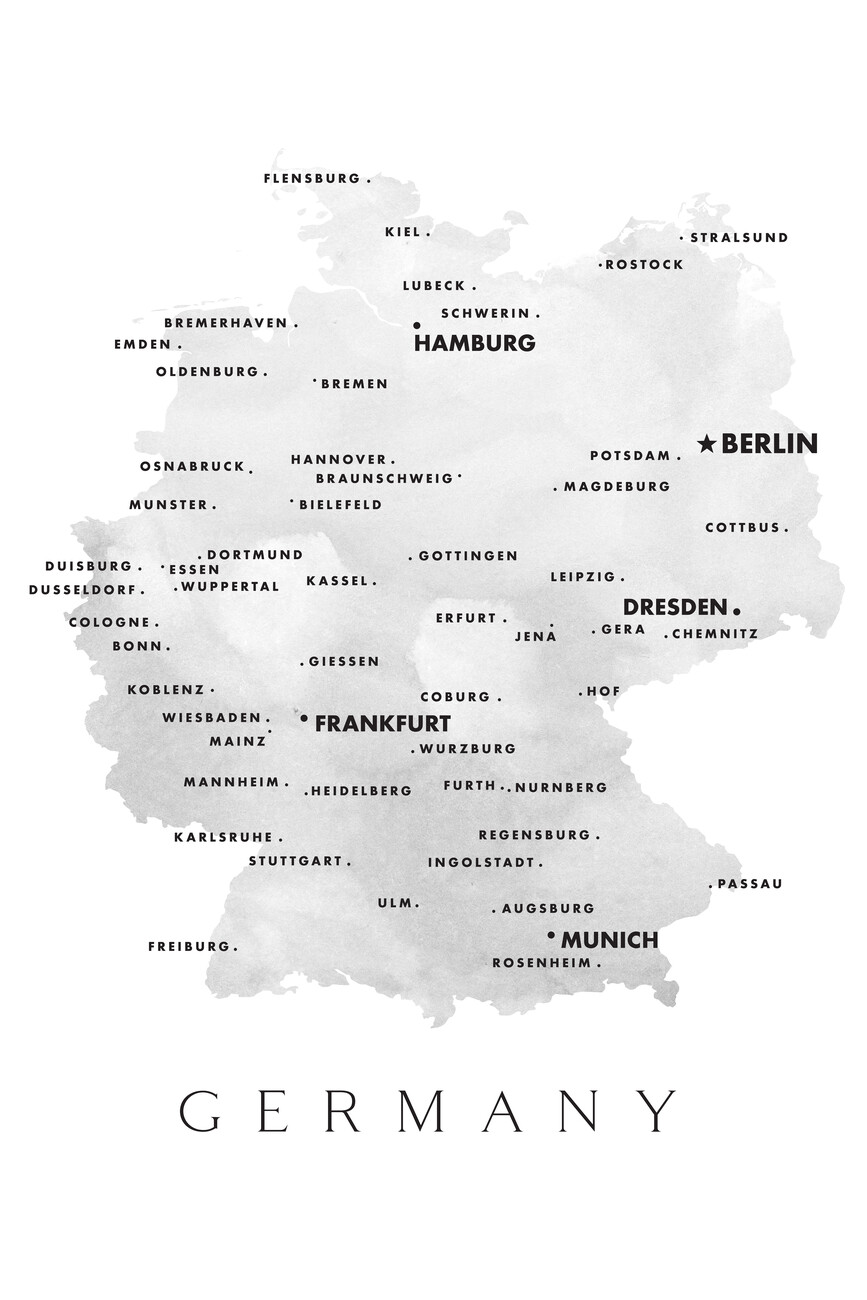 FLENSBURG
KIEL
STRALSUND
ROSTOCK
LUBECK
SCHWERIN
BREMERHAVEN
HAMBURG
EMDEN
OLDENBURG
BREMEN
BERLIN
POTSDAM
HANNOVER
OSNABRUCK
BRAUNSCHWEIG
MAGDEBURG
MUNSTER
BIELEFELD
COTTBUS
DORTMUND
GOTTINGEN
DUISBURG
ESSEN
LEIPZIG
KASSEL
DUSSELDORF
WUPPERTAL
DRESDEN
ERFURT
COLOGNE
JENA
GERA
CHEMNITZ
BONN
GIESSEN
KOBLENZ
COBURG
HOF
WIESBADEN
FRANKFURT
MAINZ
WURZBURG
MANNHEIM
HEIDELBERG
FURTH
NURNBERG
KARLSRUHE
REGENSBURG
STUTTGART
INGOLSTADT
PASSAU
ULM
AUGSBURG
MUNICH
FREIBURG
ROSENHEIM
GERMANY